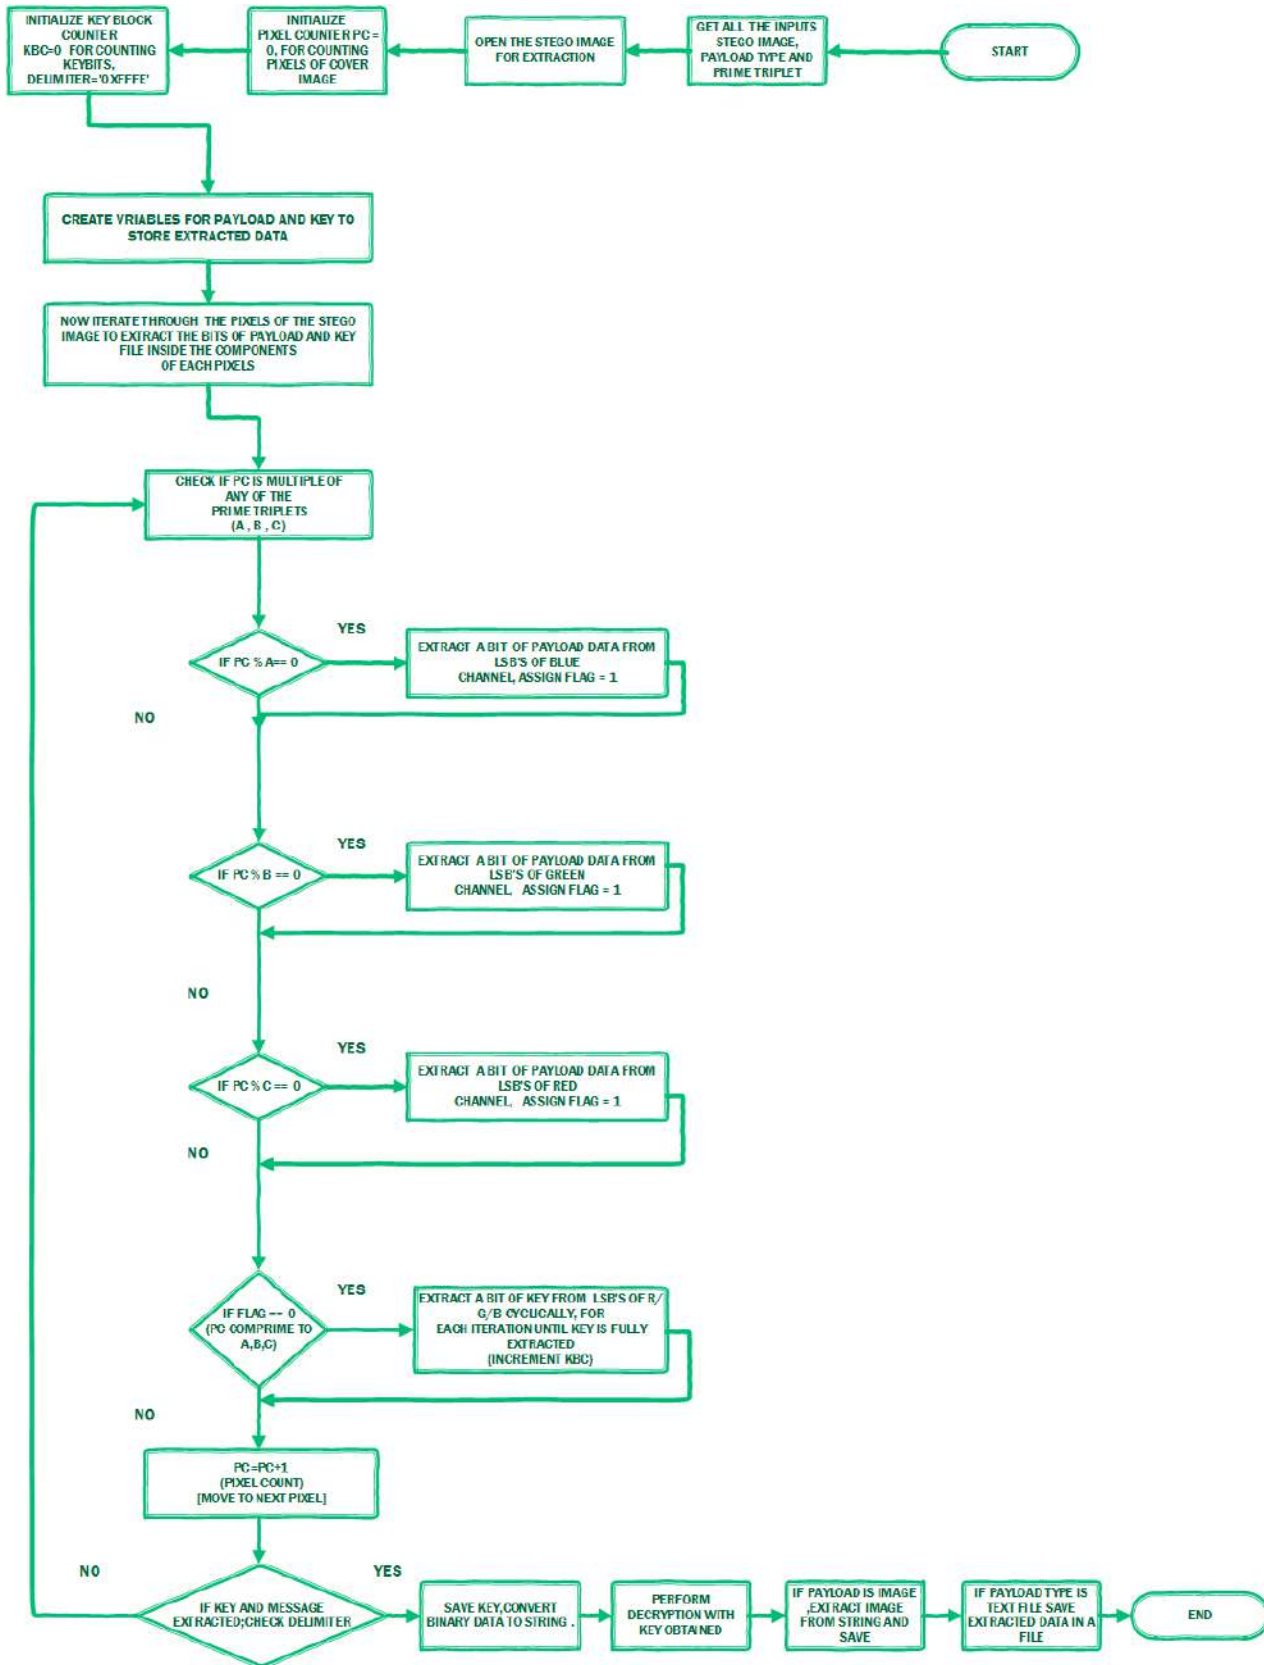 START
GET ALL THE INPUTS
STEGO IMAGE,
PAYLOAD TYPE AND
PRIME TRIPLET
OPEN THE STEGO IMAGE
FOR EXTRACTION
INITIALIZE
PIXEL COUNTER PC =
0, FOR COUNTING
PIXELS OF COVER
IMAGE
INITIALIZE KEY BLOCK
COUNTER
KBC=0 FOR COUNTING
KEYBITS,
DELIMITER='0XFFFE'
CREATE VRIABLES FOR PAYLOAD AND KEY TO
STORE EXTRACTED DATA
NOW ITERATE THROUGH THE PIXELS OF THE STEGO
IMAGE TO EXTRACT THE BITS OF PAYLOAD AND KEY
FILE INSIDE THE COMPONENTS
OF EACH PIXELS
CHECK IF PC IS MULTIPLE OF
ANY OF THE
PRIME TRIPLETS
(A , B , C)
IF PC % A== 0
YES
EXTRACT A BIT OF PAYLOAD DATA FROM
LSB'S OF BLUE
CHANNEL, ASSIGN FLAG = 1
NO
IF PC % B == 0
YES
EXTRACT A BIT OF PAYLOAD DATA FROM
LSB'S OF GREEN
CHANNEL, ASSIGN FLAG = 1
NO
IF PC % C == 0
YES
EXTRACT A BIT OF PAYLOAD DATA FROM
LSB'S OF RED
CHANNEL, ASSIGN FLAG = 1
NO
IF FLAG == 0
(PC COMPRIME TO
A,B,C)
YES
EXTRACT A BIT OF KEY FROM LSB'S OF R/
G/B CYCLICALLY, FOR
EACH ITERATION UNTIL KEY IS FULLY
EXTRACTED
(INCREMENT KBC)
NO
PC=PC+1
(PIXEL COUNT)
[MOVE TO NEXT PIXEL]
NO
IF KEY AND MESSAGE
EXTRACTED;CHECK DELIMITER
YES
SAVE KEY,CONVERT
BINARY DATA TO STRING .
PERFORM
DECRYPTION WITH
KEY OBTAINED
IF PAYLOAD IS IMAGE
,EXTRACT IMAGE
FROM STRING AND
SAVE
IF PAYLOAD TYPE IS
TEXT FILE SAVE
EXTRACTED DATA IN A
FILE
END